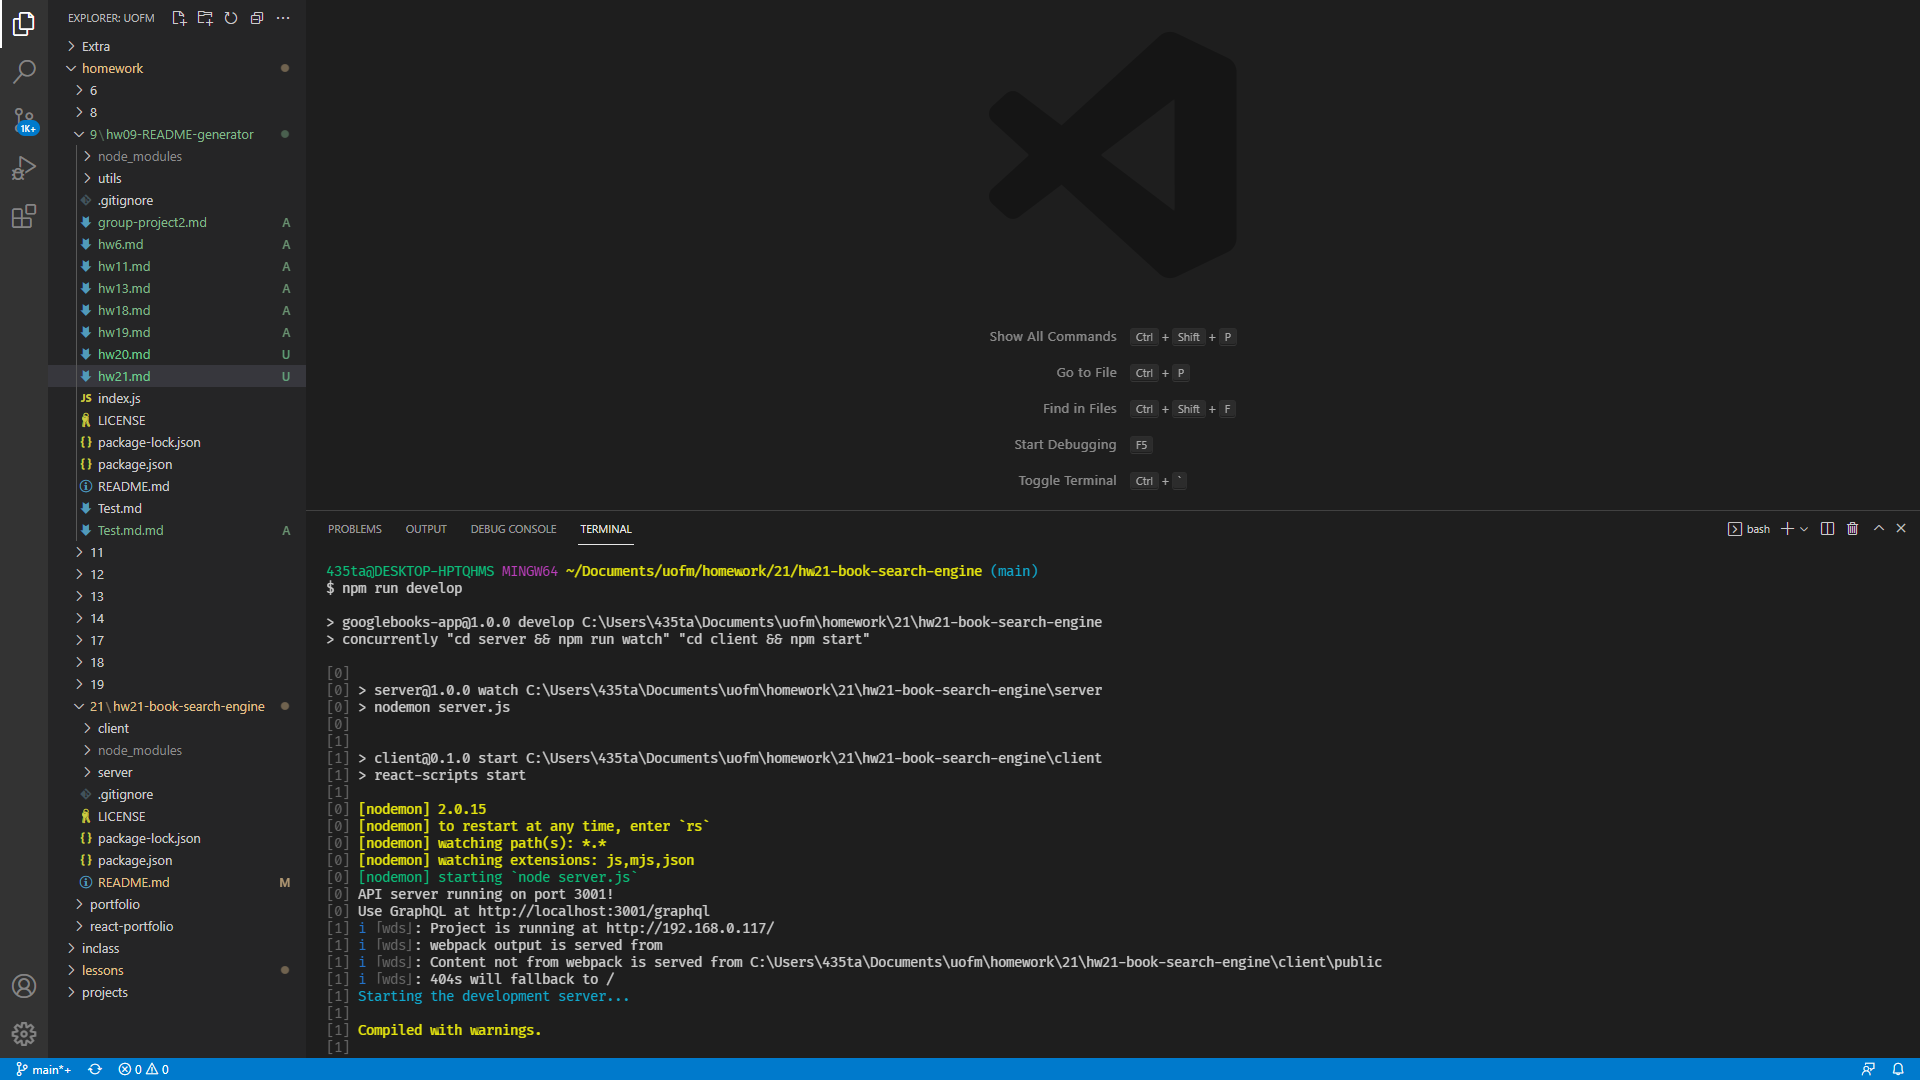 EXPLORER: UOFM
Extra
homework
6
8
9\hw09-README-generator
node_modules
utils
.gitignore
group-project2.md A
hw6.md A
hw11.md A
hw13.md A
hw18.md A
hw19.md A
hw20.md U
hw21.md U
JS index.js
LICENSE
{} package-lock.json
{} package.json
README.md
Test.md
Test.md.md A
11
12
13
14
17
18
19
21\hw21-book-search-engine
client
node_modules
server
.gitignore
LICENSE
{} package-lock.json
{} package.json
README.md M
portfolio
react-portfolio
inclass
lessons
projects
1K+
Show All Commands Ctrl + Shift + P
Go to File Ctrl + P
Find in Files Ctrl + Shift + F
Start Debugging F5
Toggle Terminal Ctrl + `
PROBLEMS OUTPUT DEBUG CONSOLE TERMINAL
bash
435ta@DESKTOP-HPTQHMS MINGW64 ~/Documents/uofm/homework/21/hw21-book-search-engine (main)
$ npm run develop
> googlebooks-app@1.0.0 develop C:\Users\435ta\Documents\uofm\homework\21\hw21-book-search-engine
> concurrently "cd server && npm run watch" "cd client && npm start"
[0]
[0] > server@1.0.0 watch C:\Users\435ta\Documents\uofm\homework\21\hw21-book-search-engine\server
[0] > nodemon server.js
[0]
[1]
[1] > client@0.1.0 start C:\Users\435ta\Documents\uofm\homework\21\hw21-book-search-engine\client
[1] > react-scripts start
[1]
[0] [nodemon] 2.0.15
[0] [nodemon] to restart at any time, enter `rs`
[0] [nodemon] watching path(s): *.*
[0] [nodemon] watching extensions: js,mjs,json
[0] [nodemon] starting `node server.js`
[0] API server running on port 3001!
[0] Use GraphQL at http://localhost:3001/graphql
[1] i ｢wds｣: Project is running at http://192.168.0.117/
[1] i ｢wds｣: webpack output is served from
[1] i ｢wds｣: Content not from webpack is served from C:\Users\435ta\Documents\uofm\homework\21\hw21-book-search-engine\client\public
[1] i ｢wds｣: 404s will fallback to /
[1] Starting the development server...
[1]
[1] Compiled with warnings.
[1]
main*+ 0 0